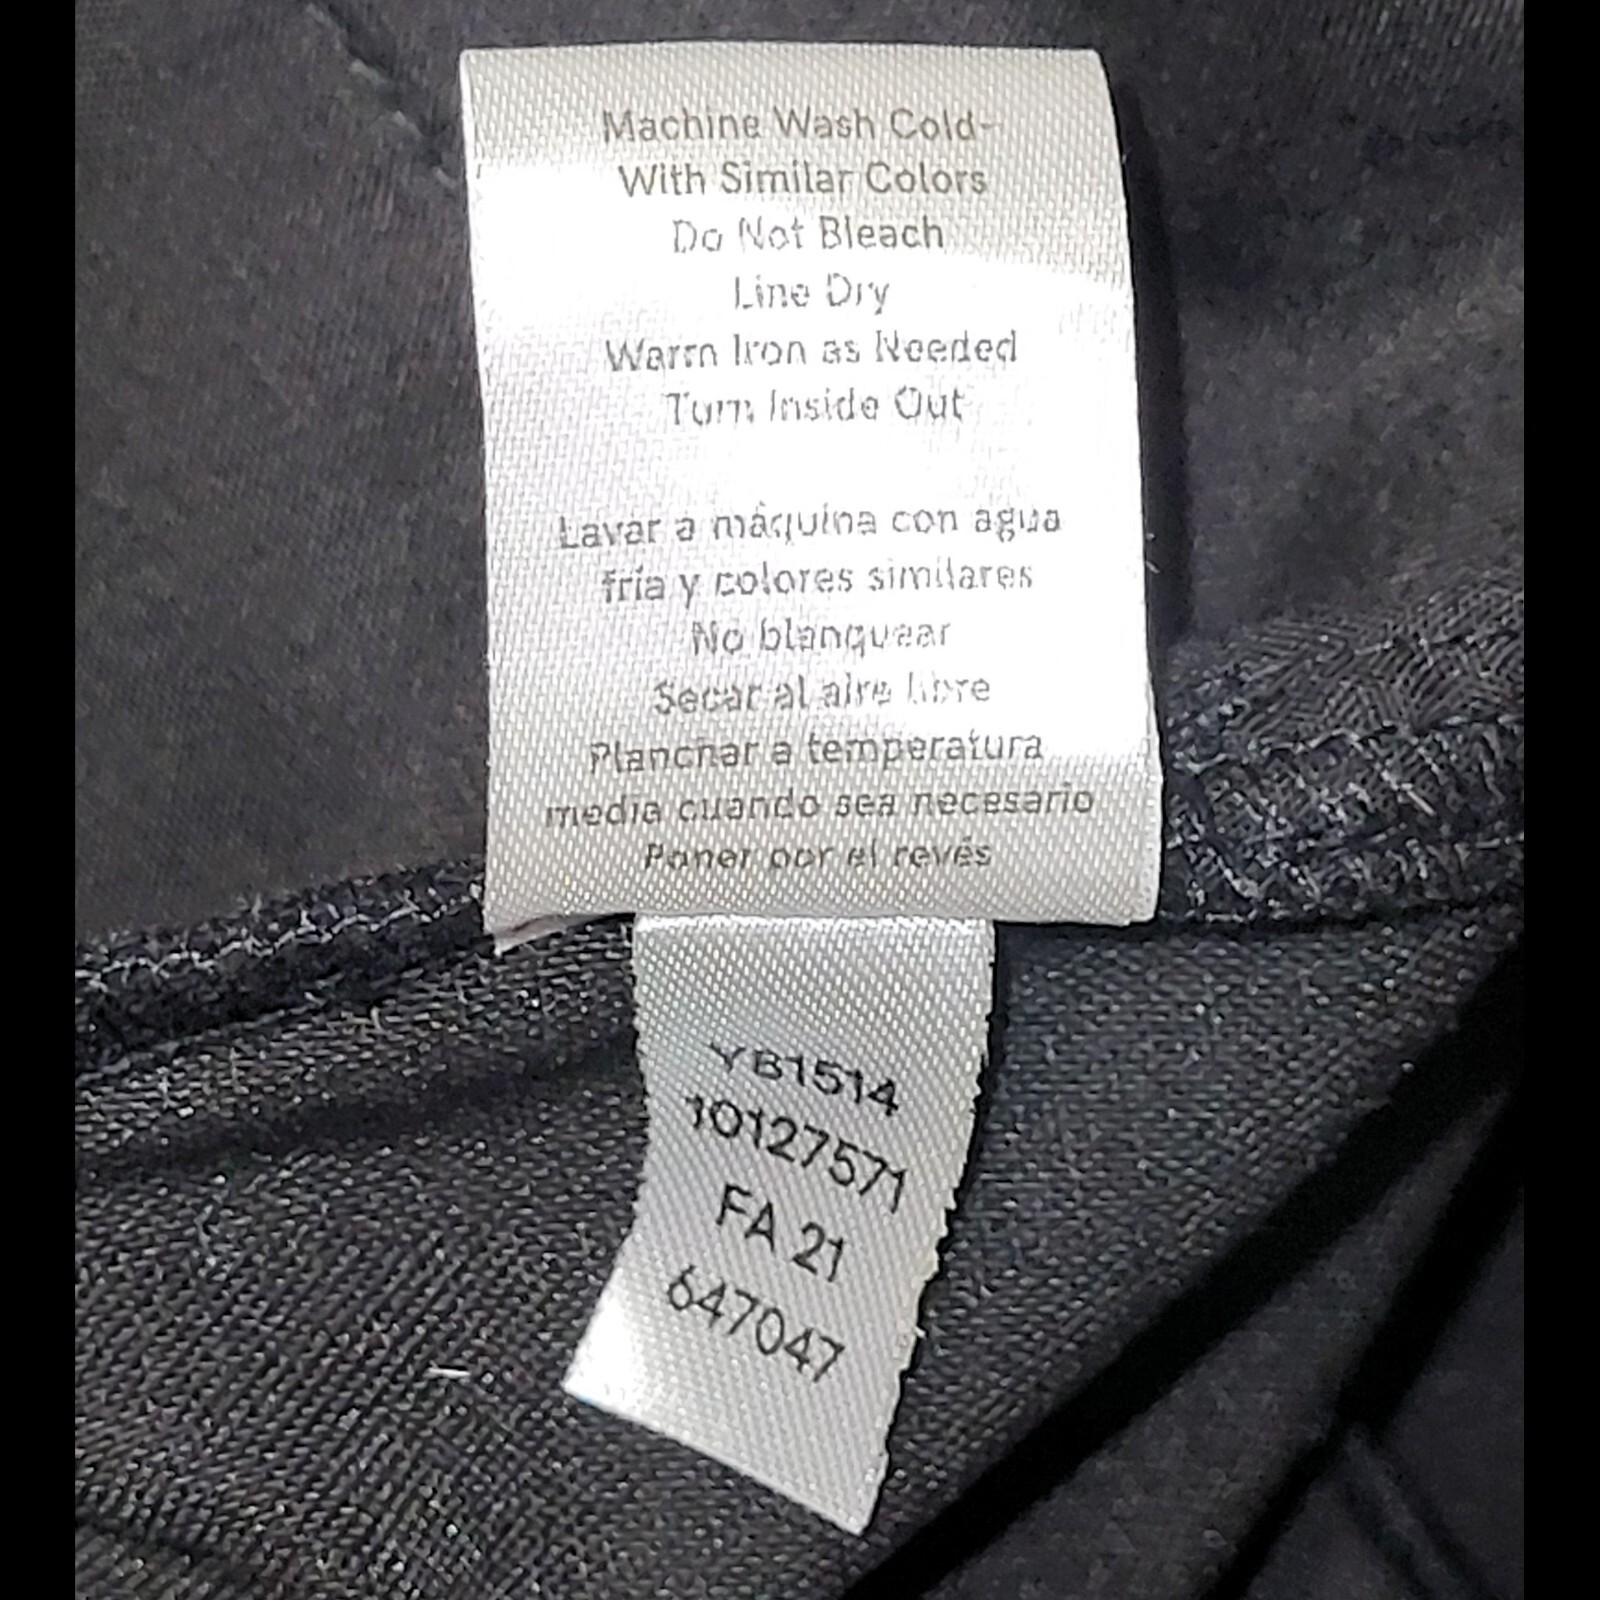 Machine Wash Cold-
With Similar Colors
Do Not Bleach
Line Dry
Warm Iron as Needed
Turn Inside Out
Lavar a máquina con agua
fría y colores similares
No blanquear
Secar al aire libre
Planchar a temperatura
media cuando sea necesario
Poner por el revés
YB1514
10127571
FA 21
647047